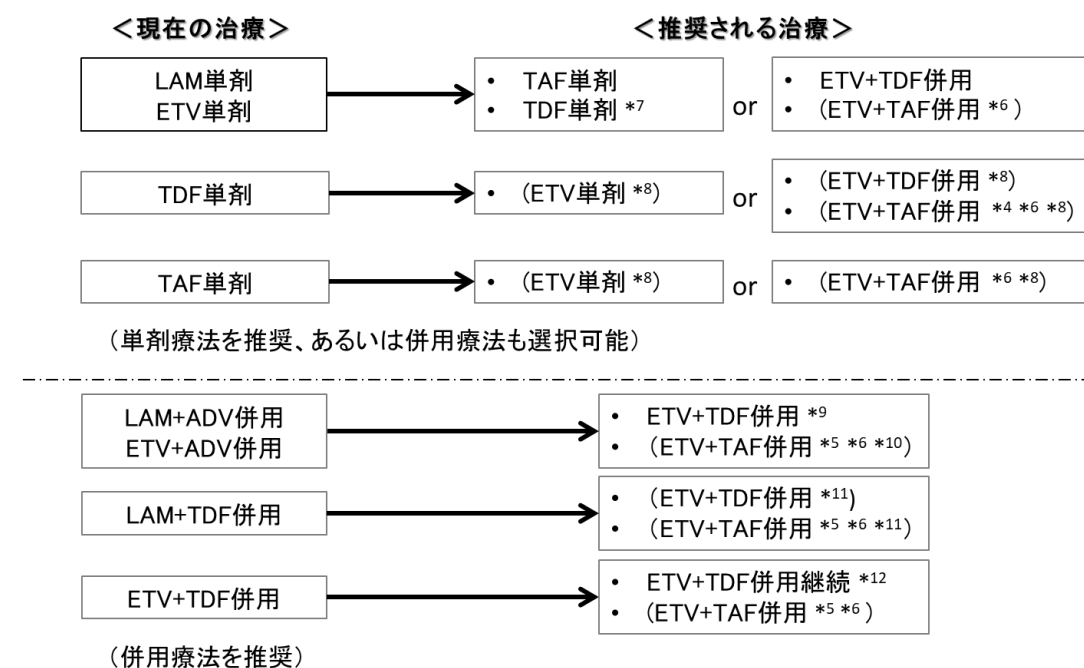 ＜現在の治療＞
＜推奨される治療＞
LAM単剤
ETV単剤
• TAF単剤
• TDF単剤 *7
or
• ETV+TDF併用
• （ETV+TAF併用 *6 ）
TDF単剤
• （ETV単剤 *8）
or
• （ETV+TDF併用 *8）
• （ETV+TAF併用 *4 *6 *8）
TAF単剤
• （ETV単剤 *8）
or
• （ETV+TAF併用 *6 *8）
（単剤療法を推奨、あるいは併用療法も選択可能）
LAM+ADV併用
ETV+ADV併用
• ETV+TDF併用 *9
• （ETV+TAF併用 *5 *6 *10）
LAM+TDF併用
• （ETV+TDF併用 *11)
• （ETV+TAF併用 *5 *6 *11）
ETV+TDF併用
• ETV+TDF併用継続 *12
• （ETV+TAF併用 *5 *6 ）
（併用療法を推奨）